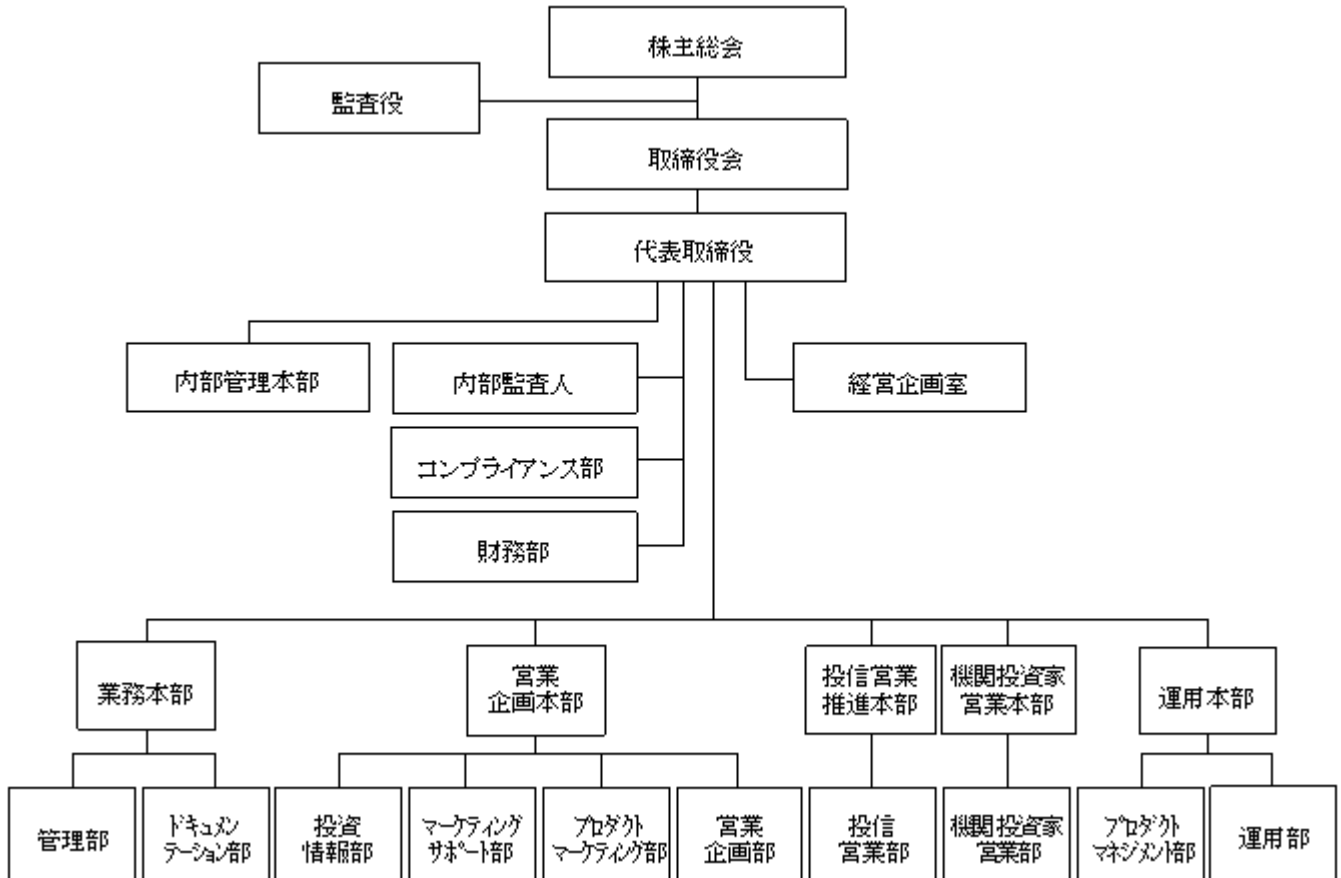 株主総会
監査役
取締役会
代表取締役
内部管理本部
内部監査人
経営企画室
コンプライアンス部
財務部
業務本部
営業
企画本部
投信営業
推進本部
機関投資家
営業本部
運用本部
管理部
ドキュメン
テーション部
投資
情報部
マーケティング
サポート部
プロダクト
マーケティング部
営業
企画部
投信
営業部
機関投資家
営業部
プロダクト
マネジメント部
運用部